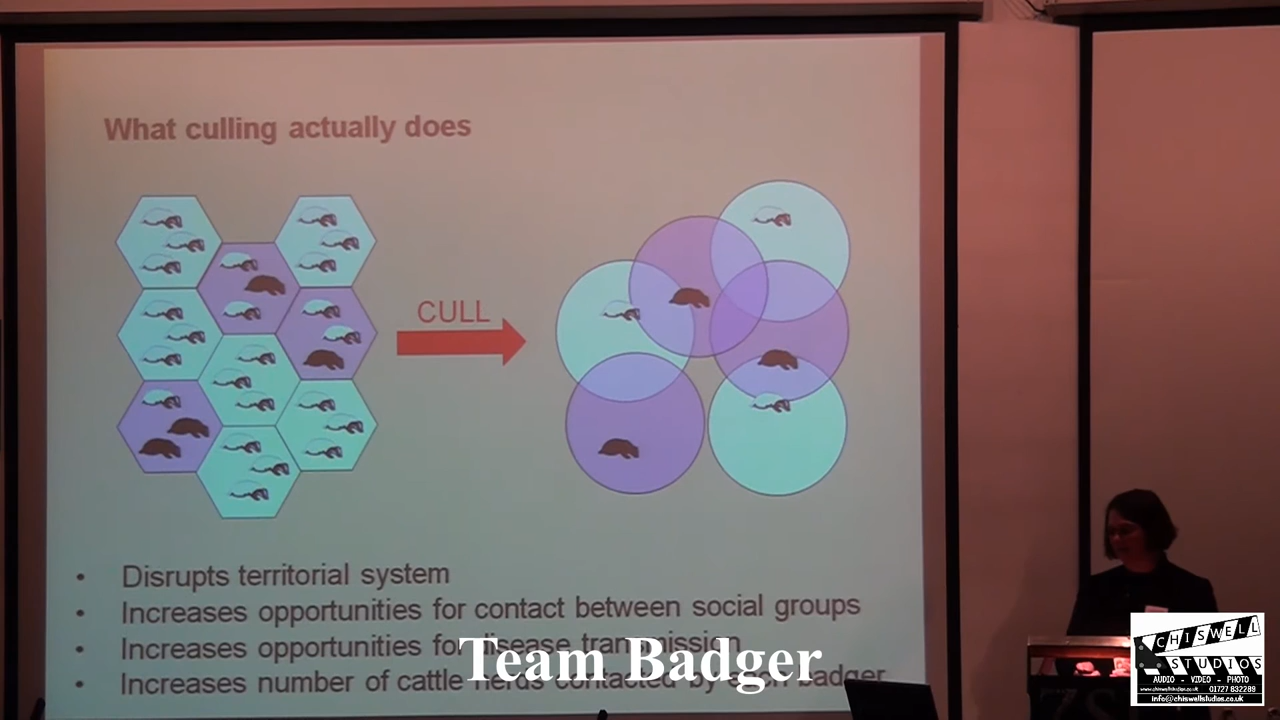 What culling actually does
CULL
• Disrupts territorial system
• Increases opportunities for contact between social groups
• Increases opportunities for disease transmission
• Increases number of cattle herds contacted by each badger
Team Badger
CHISWELL
STUDIOS
AUDIO - VIDEO - PHOTO
www.chiswellstudios.co.uk 01727 832289
info@chiswellstudios.co.uk